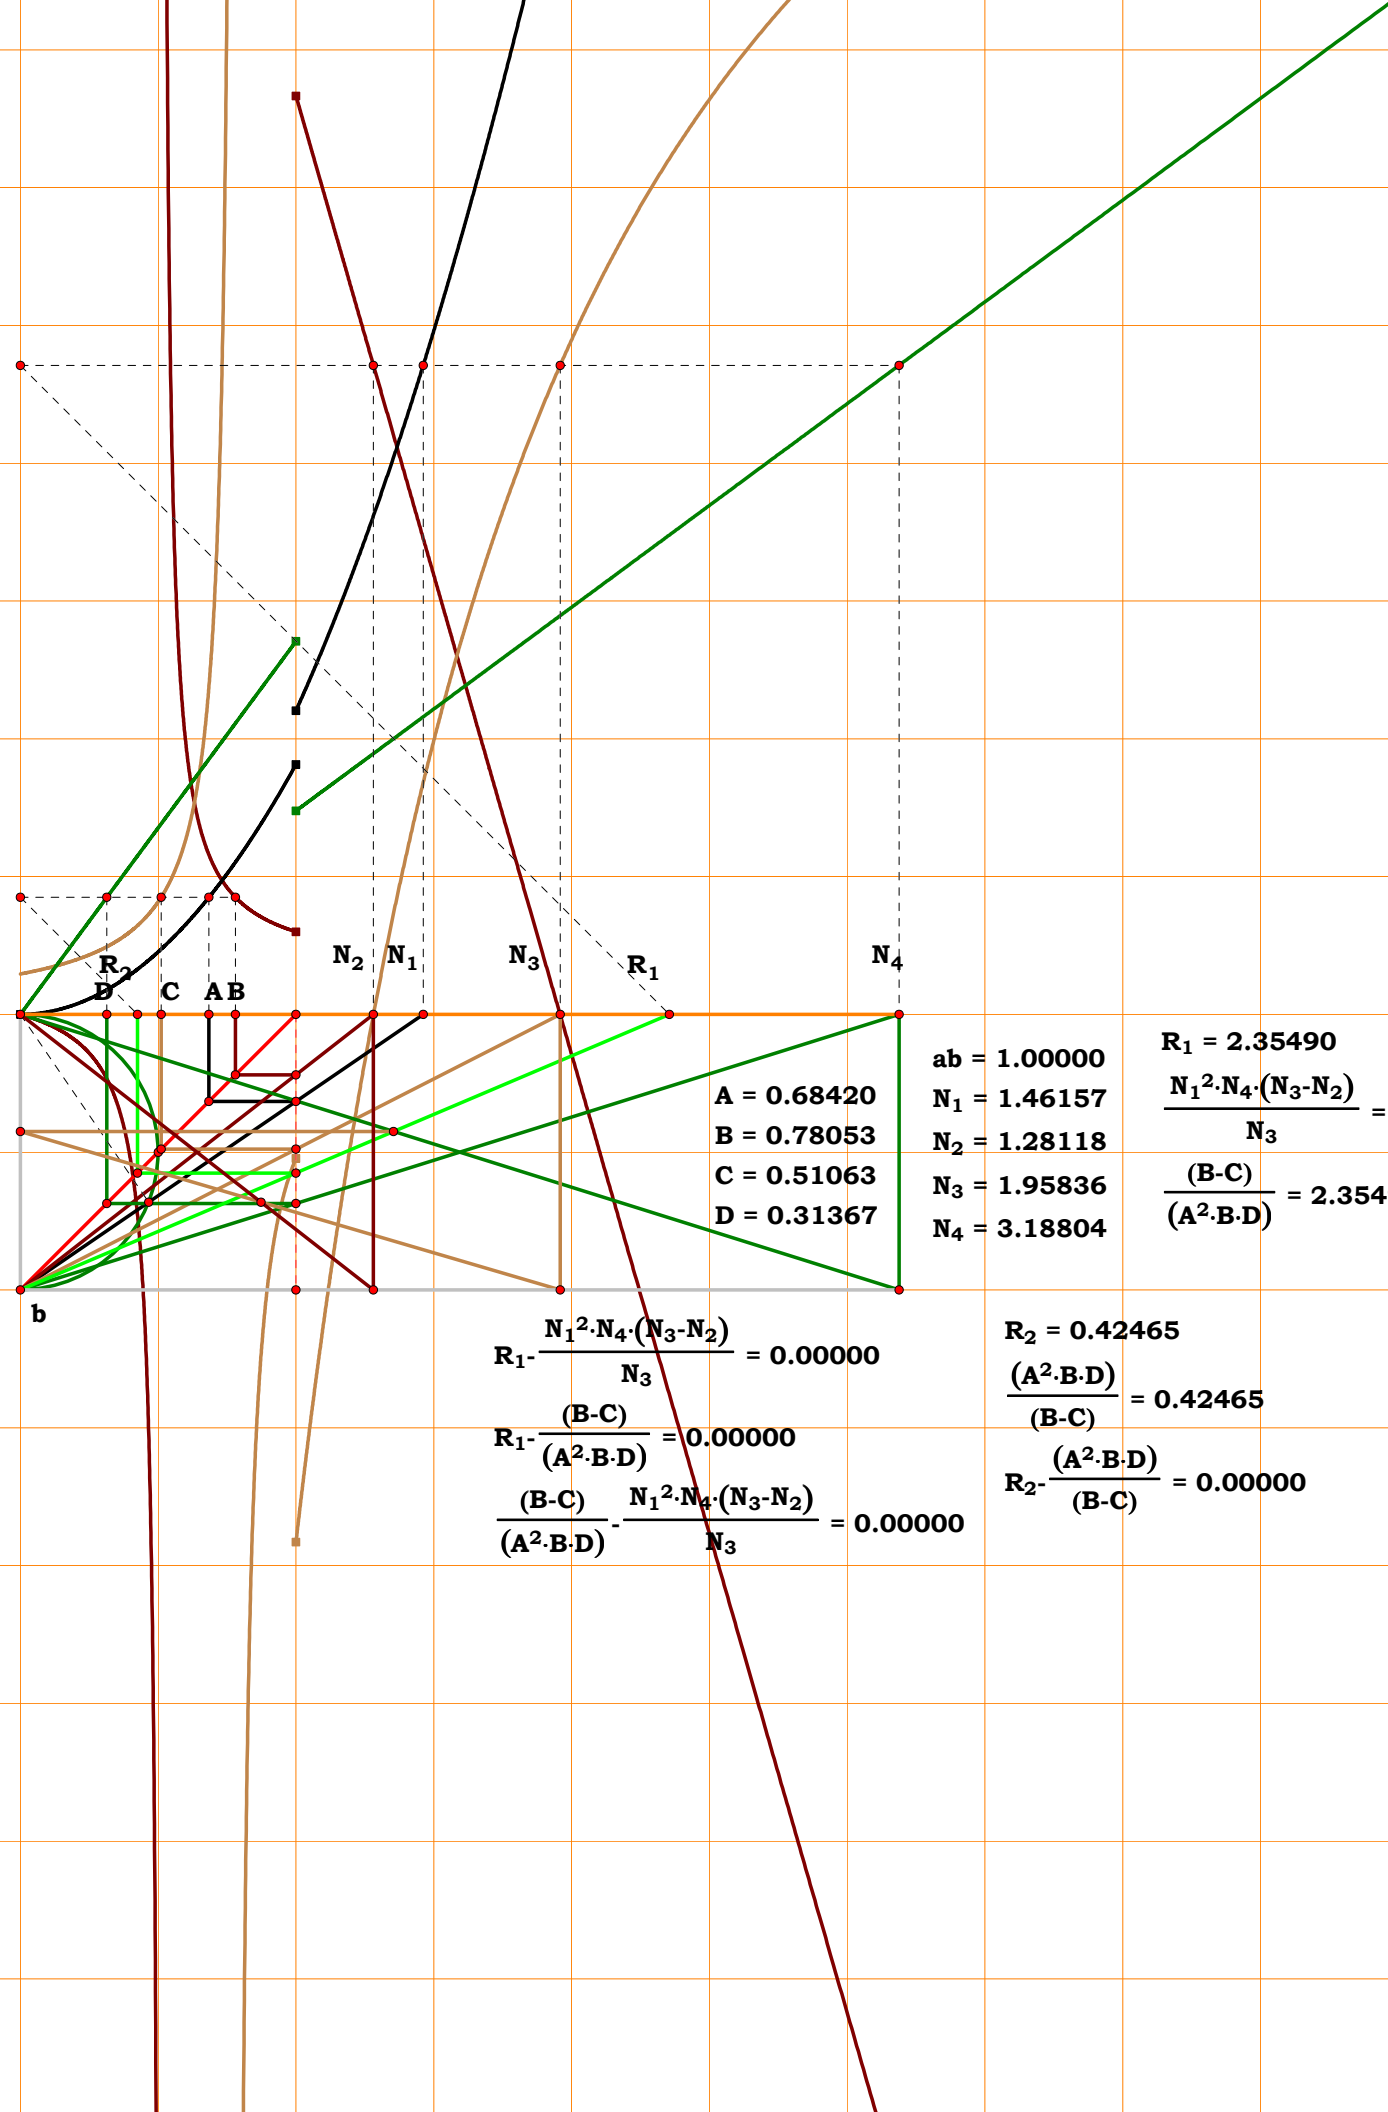 N₂ N₁ N₃ R₁ N₄
R₂
D C A B
R₁ = 2.35490
ab = 1.00000
N₁²·N₄·(N₃-N₂)
N₃
=
A = 0.68420
N₁ = 1.46157
B = 0.78053
N₂ = 1.28118
C = 0.51063
N₃ = 1.95836
(B-C)
(A²·B·D)
= 2.354
D = 0.31367
N₄ = 3.18804
b
R₁-
N₁²·N₄·(N₃-N₂)
N₃
= 0.00000
R₂ = 0.42465
(A²·B·D)
(B-C)
= 0.42465
R₁-
(B-C)
(A²·B·D)
= 0.00000
R₂-
(A²·B·D)
(B-C)
= 0.00000
(B-C)
(A²·B·D)
-
N₁²·N₄·(N₃-N₂)
N₃
= 0.00000